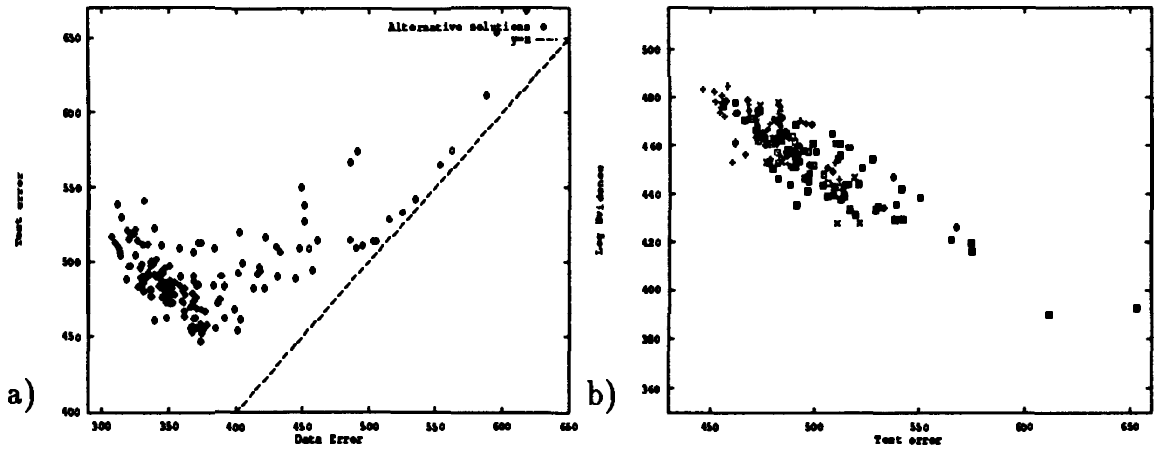 a)
Test error
650
600
550
500
450
400
300 350 400 450 500 550 600 650
Data Error
Alternative solutions
y=x
b)
Log Evidence
500
480
460
440
420
400
380
360
450 500 550 600 650
Test error